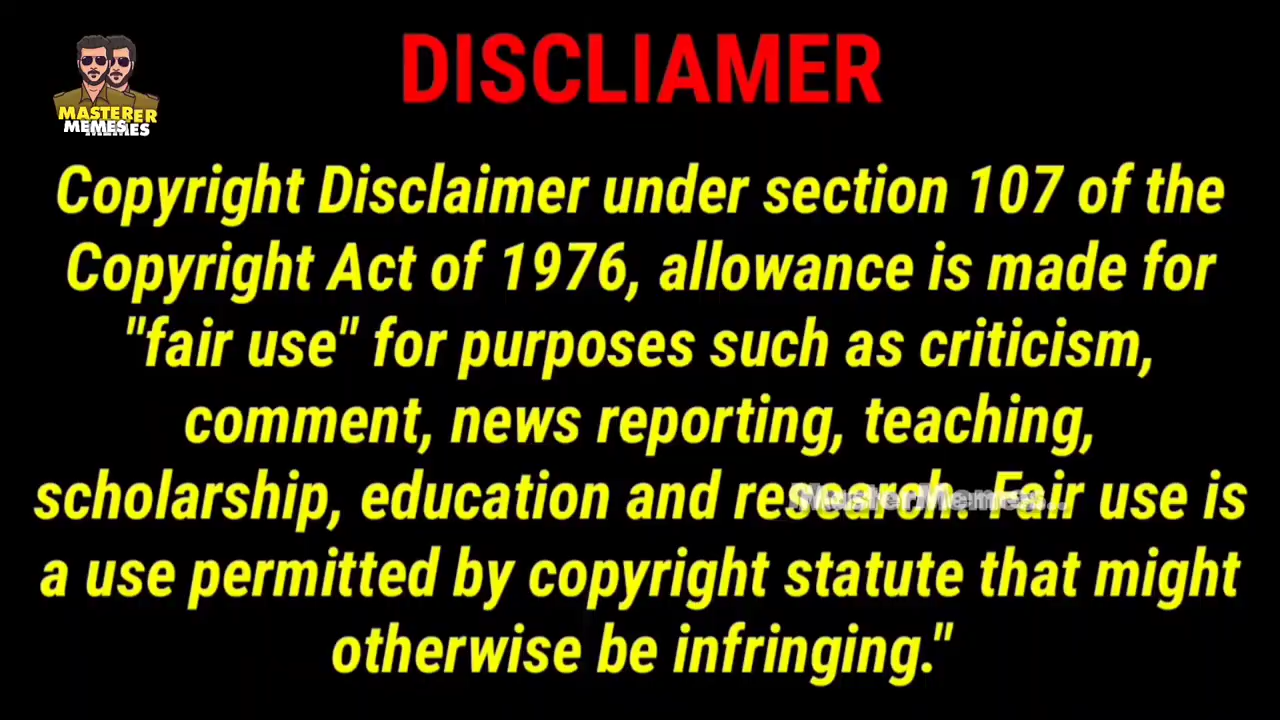 DISCLIAMER
MASTERER
MEMES MEMES
Copyright Disclaimer under section 107 of the
Copyright Act of 1976, allowance is made for
"fair use" for purposes such as criticism,
comment, news reporting, teaching,
scholarship, education and research. Fair use is
MasterMemes..
a use permitted by copyright statute that might
otherwise be infringing."